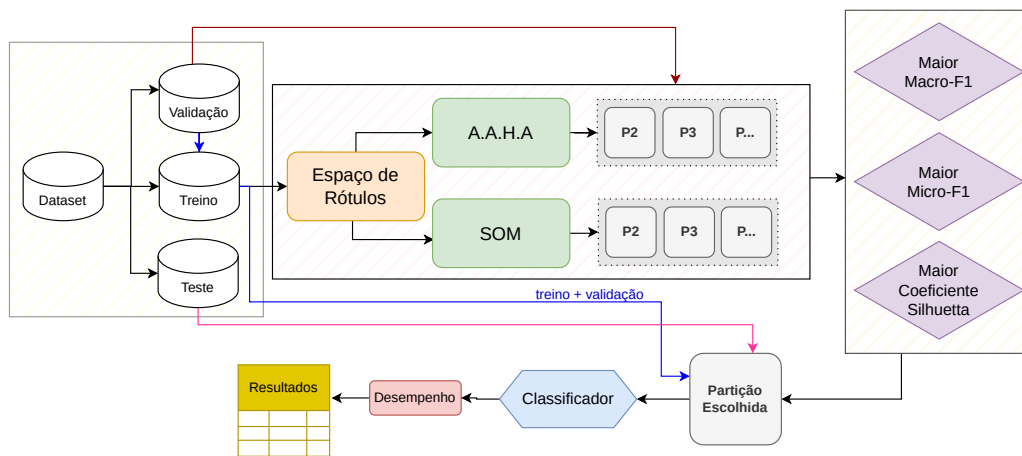 Validação
Dataset
Treino
Teste
Espaço de
Rótulos
A.A.H.A
P2
P3
P...
SOM
P2
P3
P...
Maior
Macro-F1
Maior
Micro-F1
Maior
Coeficiente
Silhuetta
treino + validação
Resultados
Desempenho
Classificador
Partição
Escolhida